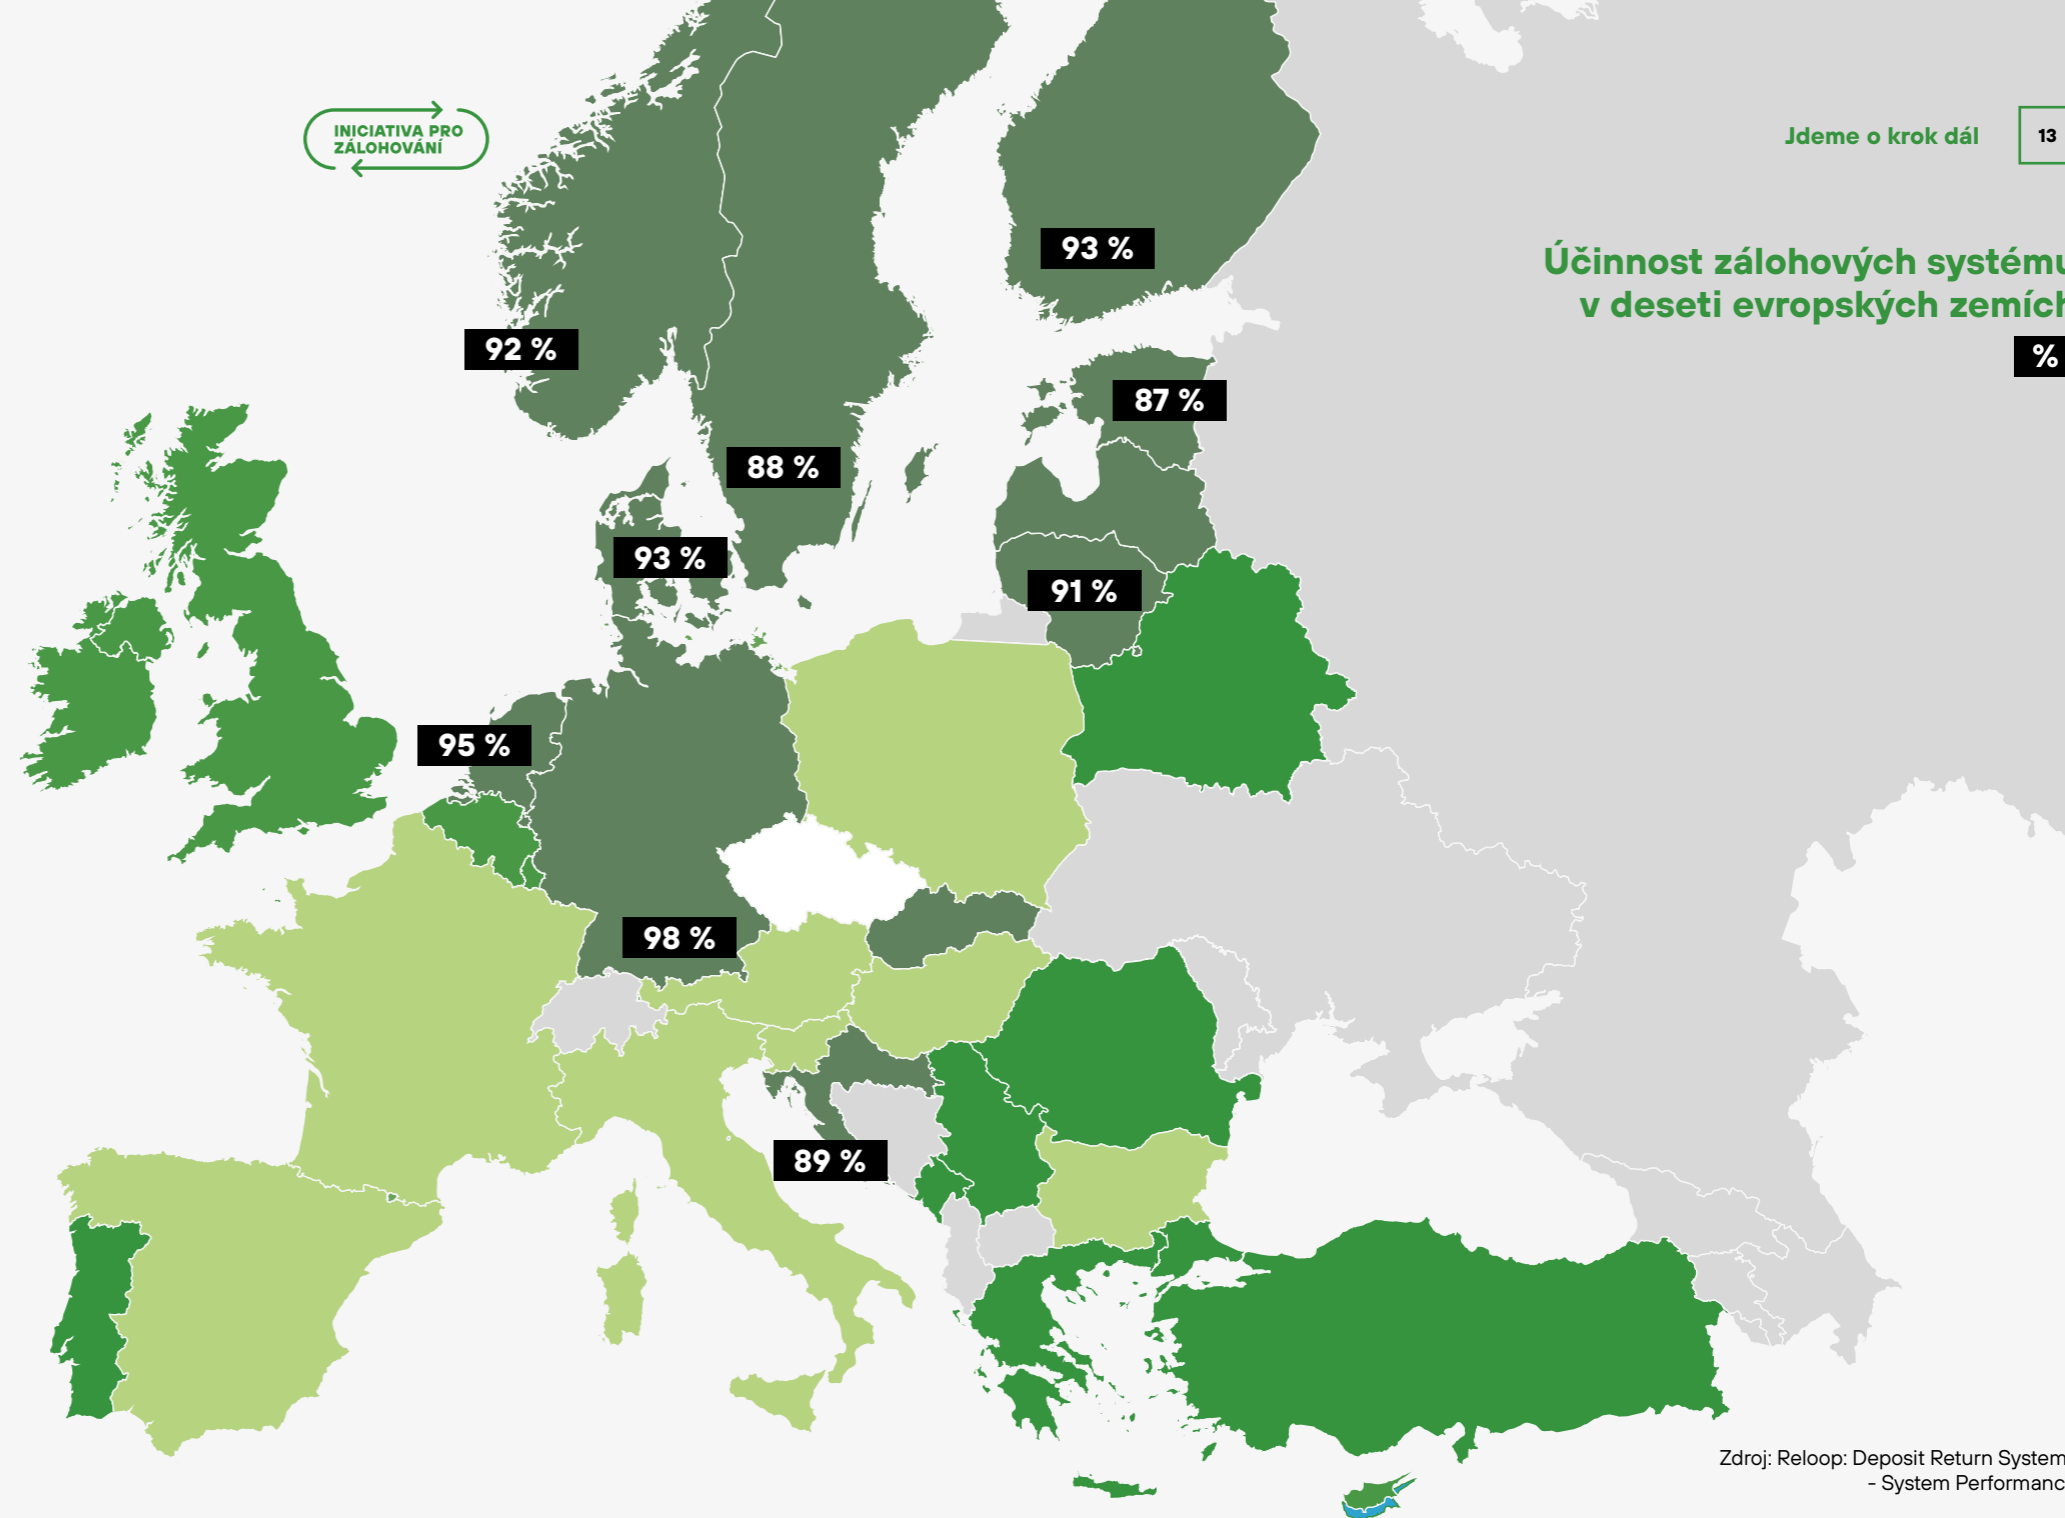 INICIATIVA PRO
ZÁLOHOVÁNÍ
Jdeme o krok dál
13
Účinnost zálohových systému
v deseti evropských zemích
%
93 %
92 %
87 %
88 %
93 %
91 %
95 %
98 %
89 %
Zdroj: Reloop: Deposit Return System
- System Performanc